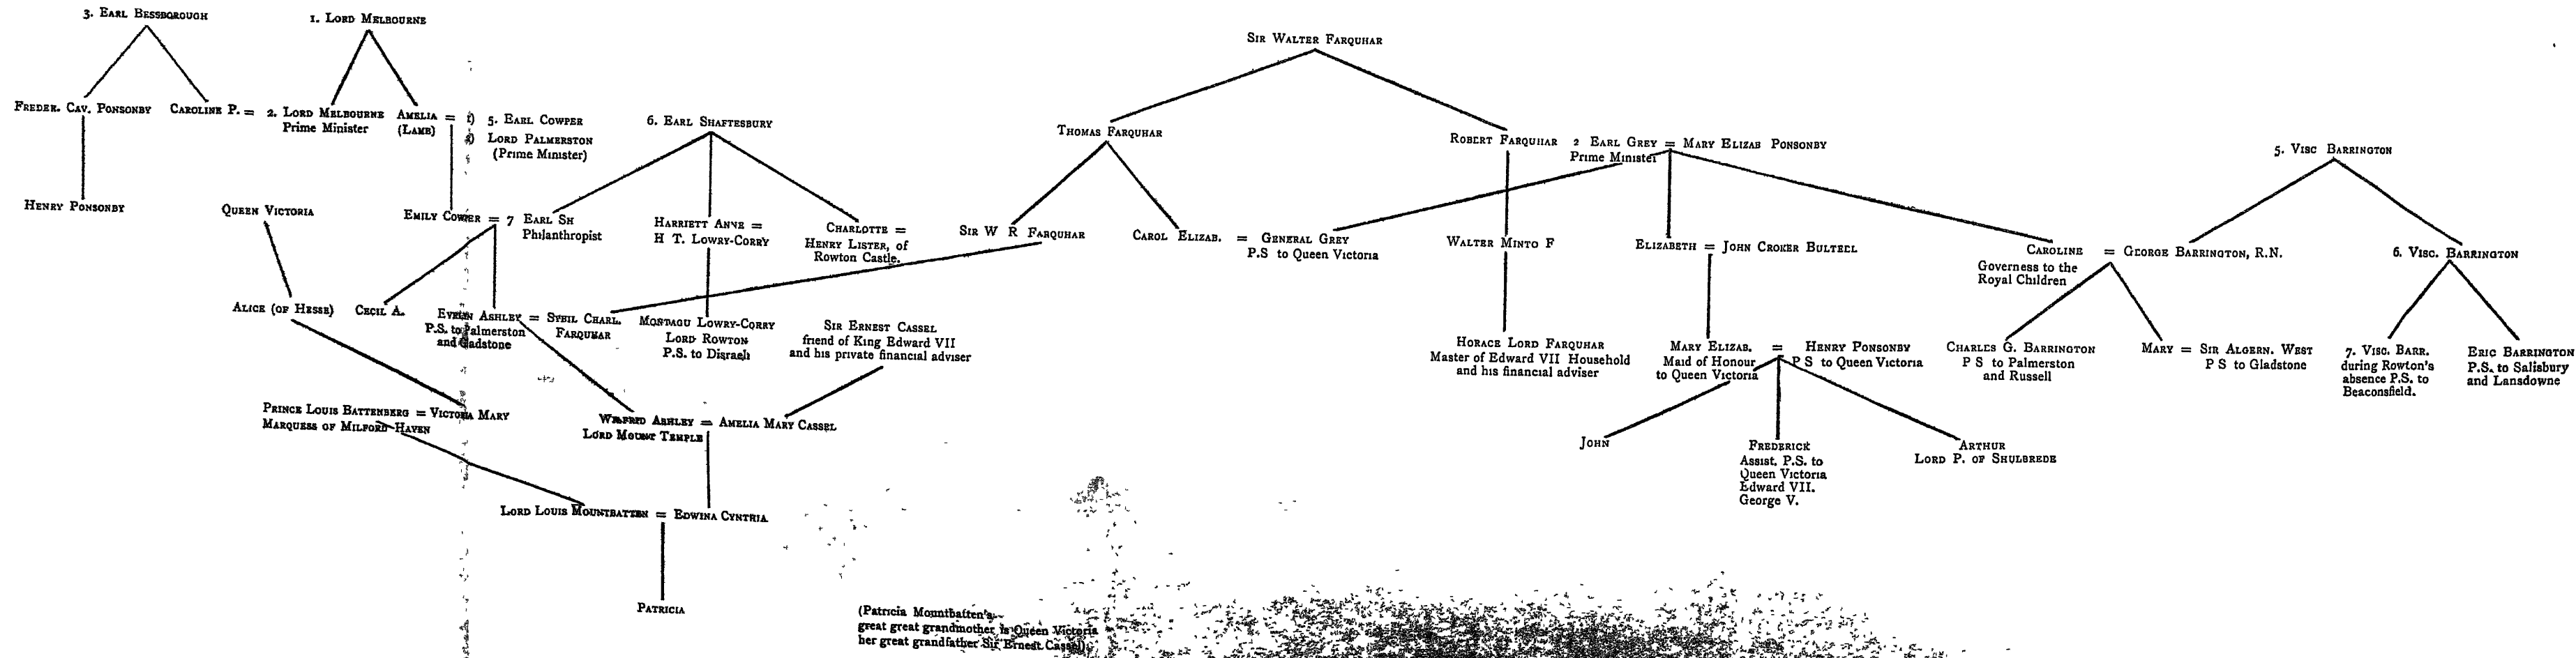 3. Earl Bessborough
1. Lord Melbourne
Sir Walter Farquhar
Freder. Cav. Ponsonby
Caroline P. = 2. Lord Melbourne
Prime Minister
Amelia = 1) 5. Earl Cowper
(Lamb)
2) Lord Palmerston
(Prime Minister)
6. Earl Shaftesbury
Thomas Farquhar
Robert Farquhar
2 Earl Grey = Mary Elizab Ponsonby
Prime Minister
5. Visc Barrington
Henry Ponsonby
Queen Victoria
Emily Cowper = 7 Earl Sh
Philanthropist
Harriett Anne =
H T. Lowry-Corry
Charlotte =
Henry Lister, of
Rowton Castle.
Sir W R Farquhar
Carol Elizab. = General Grey
P.S to Queen Victoria
Walter Minto F
Elizabeth = John Croker Bulteel
Caroline = George Barrington, R.N.
Governess to the
Royal Children
6. Visc. Barrington
Alice (of Hesse)
Cecil A.
Evelyn Ashley = Sybil Charl.
Farquhar
P.S. to Palmerston
and Gladstone
Montagu Lowry-Corry
Lord Rowton
P.S. to Disraeli
Sir Ernest Cassel
friend of King Edward VII
and his private financial adviser
Horace Lord Farquhar
Master of Edward VII Household
and his financial adviser
Mary Elizab. = Henry Ponsonby
Maid of Honour
to Queen Victoria
P S to Queen Victoria
Charles G. Barrington
P S to Palmerston
and Russell
Mary = Sir Algern. West
P S to Gladstone
7. Visc. Barr.
during Rowton's
absence P.S. to
Beaconsfield.
Eric Barrington
P.S. to Salisbury
and Lansdowne
Prince Louis Battenberg = Victoria Mary
Marquess of Milford-Haven
Wilfred Ashley = Amelia Mary Cassel
Lord Mount Temple
John
Frederick
Assist. P.S. to
Queen Victoria
Edward VII.
George V.
Arthur
Lord P. of Shulbrede
Lord Louis Mountbatten = Edwina Cynthia
Patricia
(Patricia Mountbatten's
great great grandmother is Queen Victoria
her great grandfather Sir Ernest Cassel)